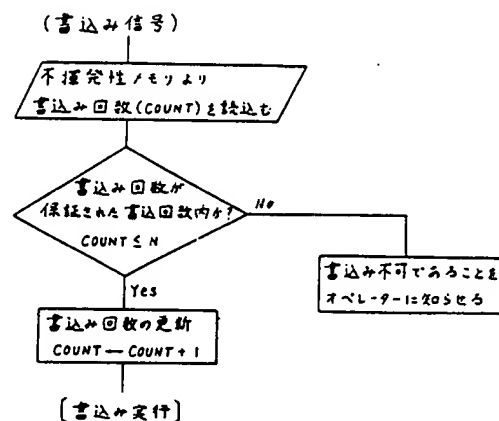 (書込み信号)
不揮発性メモリより
書込み回数(COUNT)を読込む
書込み回数が
保証された書込回数内か?
COUNT ≦ N
No
Yes
書込み不可であることを
オペレーターに知らせる
書込み回数の更新
COUNT ← COUNT + 1
[書込み実行]